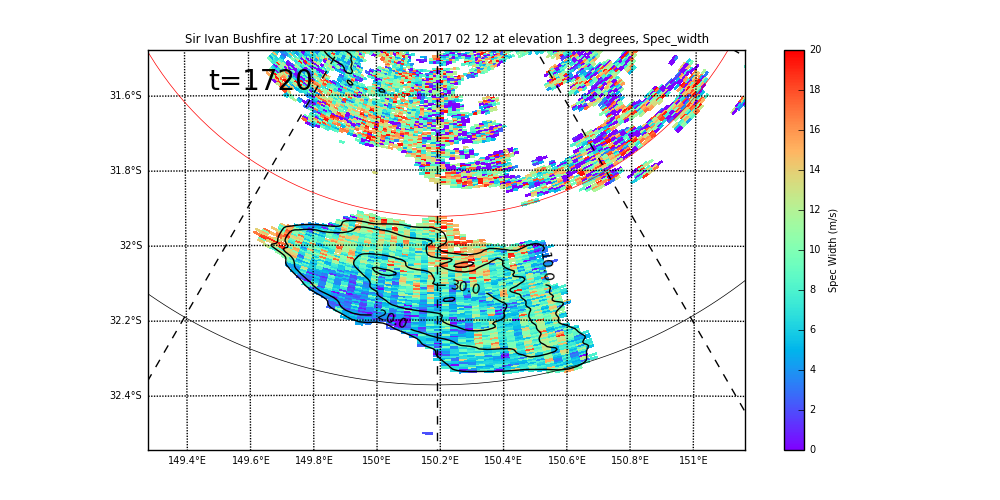 Sir Ivan Bushfire at 17:20 Local Time on 2017 02 12 at elevation 1.3 degrees, Spec_width
t=1720
31.6°S
31.8°S
32°S
32.2°S
32.4°S
30.0
20.0
149.4°E 149.6°E 149.8°E 150°E 150.2°E 150.4°E 150.6°E 150.8°E 151°E
20
18
16
14
12
10
8
6
4
2
0
Spec Width (m/s)